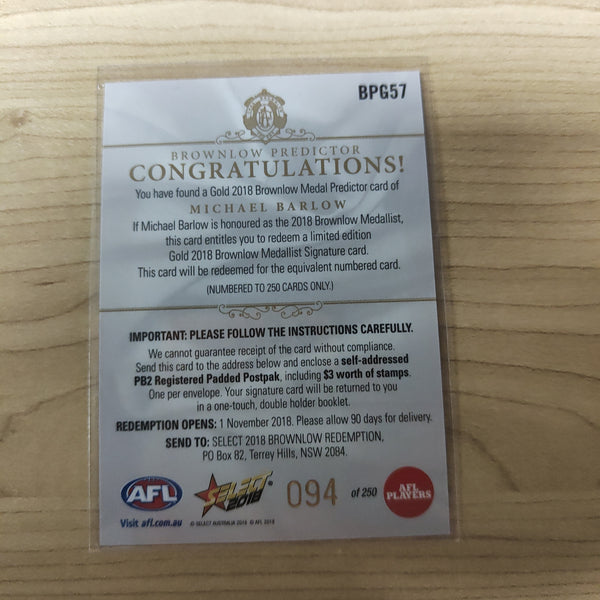 BPG57
BROWNLOW PREDICTOR
CONGRATULATIONS!
You have found a Gold 2018 Brownlow Medal Predictor card of
MICHAEL BARLOW
If Michael Barlow is honoured as the 2018 Brownlow Medallist,
this card entitles you to redeem a limited edition
Gold 2018 Brownlow Medallist Signature card.
This card will be redeemed for the equivalent numbered card.
(NUMBERED TO 250 CARDS ONLY.)
IMPORTANT: PLEASE FOLLOW THE INSTRUCTIONS CAREFULLY.
We cannot guarantee receipt of the card without compliance.
Send this card to the address below and enclose a self-addressed
PB2 Registered Padded Postpak, including $3 worth of stamps.
One per envelope. Your signature card will be returned to you
in a one-touch, double holder booklet.
REDEMPTION OPENS: 1 November 2018. Please allow 90 days for delivery.
SEND TO: SELECT 2018 BROWNLOW REDEMPTION,
PO Box 82, Terrey Hills, NSW 2084.
AFL
SELECT
2018
094 of 250
AFL
PLAYERS
Visit afl.com.au
© SELECT AUSTRALIA 2018 © AFL 2018